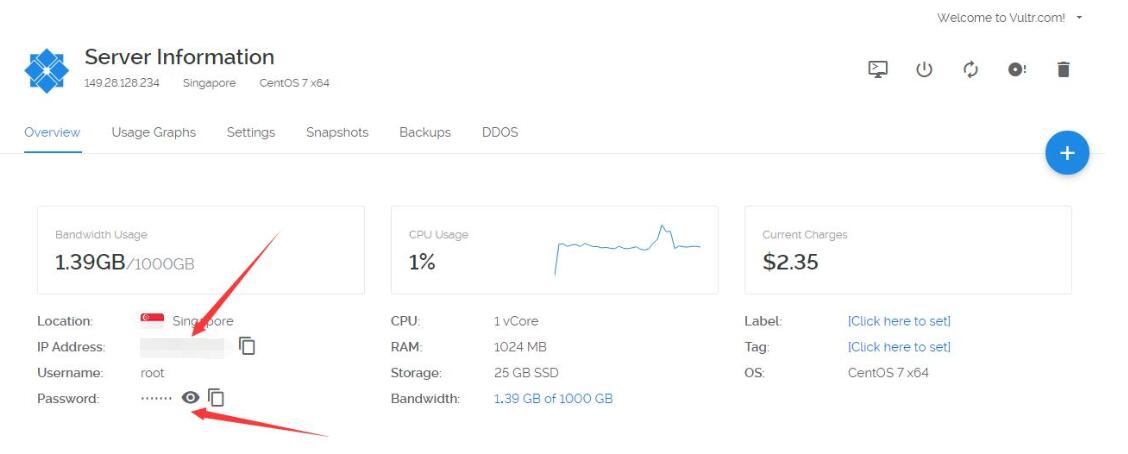 Welcome to Vultr.com!
Server Information
149.28.128.234 Singapore CentOS 7 x64
Overview Usage Graphs Settings Snapshots Backups DDOS
Bandwidth Usage
1.39GB/1000GB
CPU Usage
1%
Current Charges
$2.35
Location: Singapore
IP Address:
Username: root
Password: ·······
CPU: 1 vCore
RAM: 1024 MB
Storage: 25 GB SSD
Bandwidth: 1.39 GB of 1000 GB
Label: [Click here to set]
Tag: [Click here to set]
OS: CentOS 7 x64